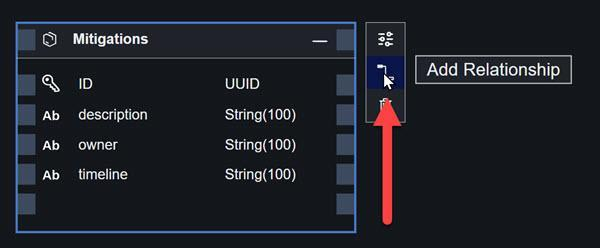 Mitigations
ID UUID
Add Relationship
Ab description String(100)
Ab owner String(100)
Ab timeline String(100)